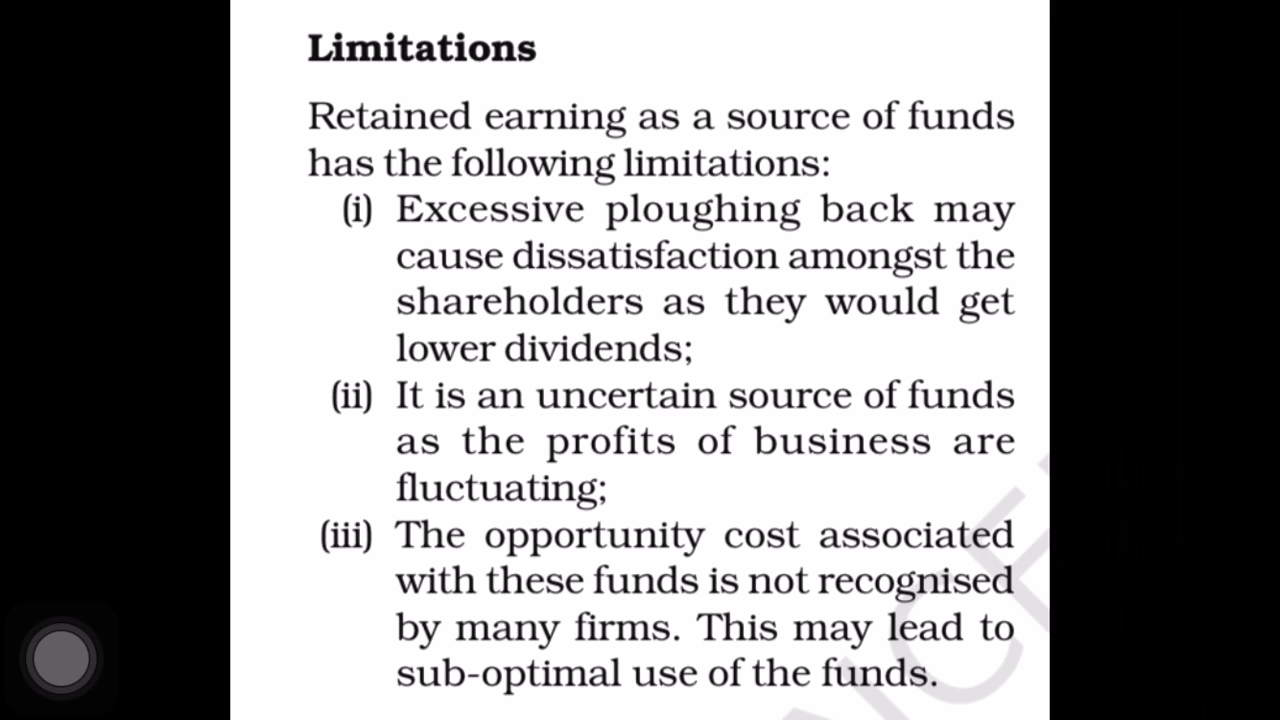 Limitations
Retained earning as a source of funds
has the following limitations:
(i) Excessive ploughing back may
cause dissatisfaction amongst the
shareholders as they would get
lower dividends;
(ii) It is an uncertain source of funds
as the profits of business are
fluctuating;
(iii) The opportunity cost associated
with these funds is not recognised
by many firms. This may lead to
sub-optimal use of the funds.